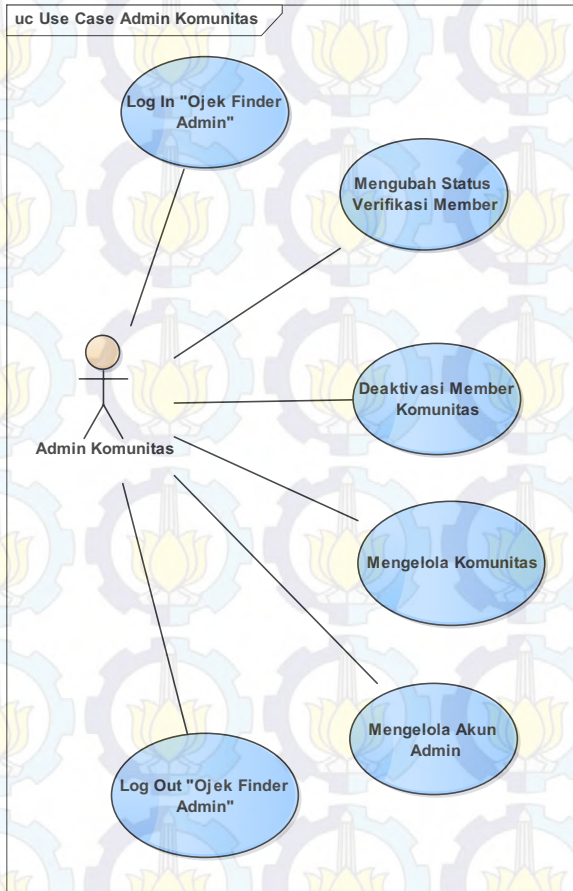 uc Use Case Admin Komunitas
Log In "Ojek Finder
Admin"
Mengubah Status
Verifikasi Member
Deaktivasi Member
Komunitas
Admin Komunitas
Mengelola Komunitas
Mengelola Akun
Admin
Log Out "Ojek Finder
Admin"